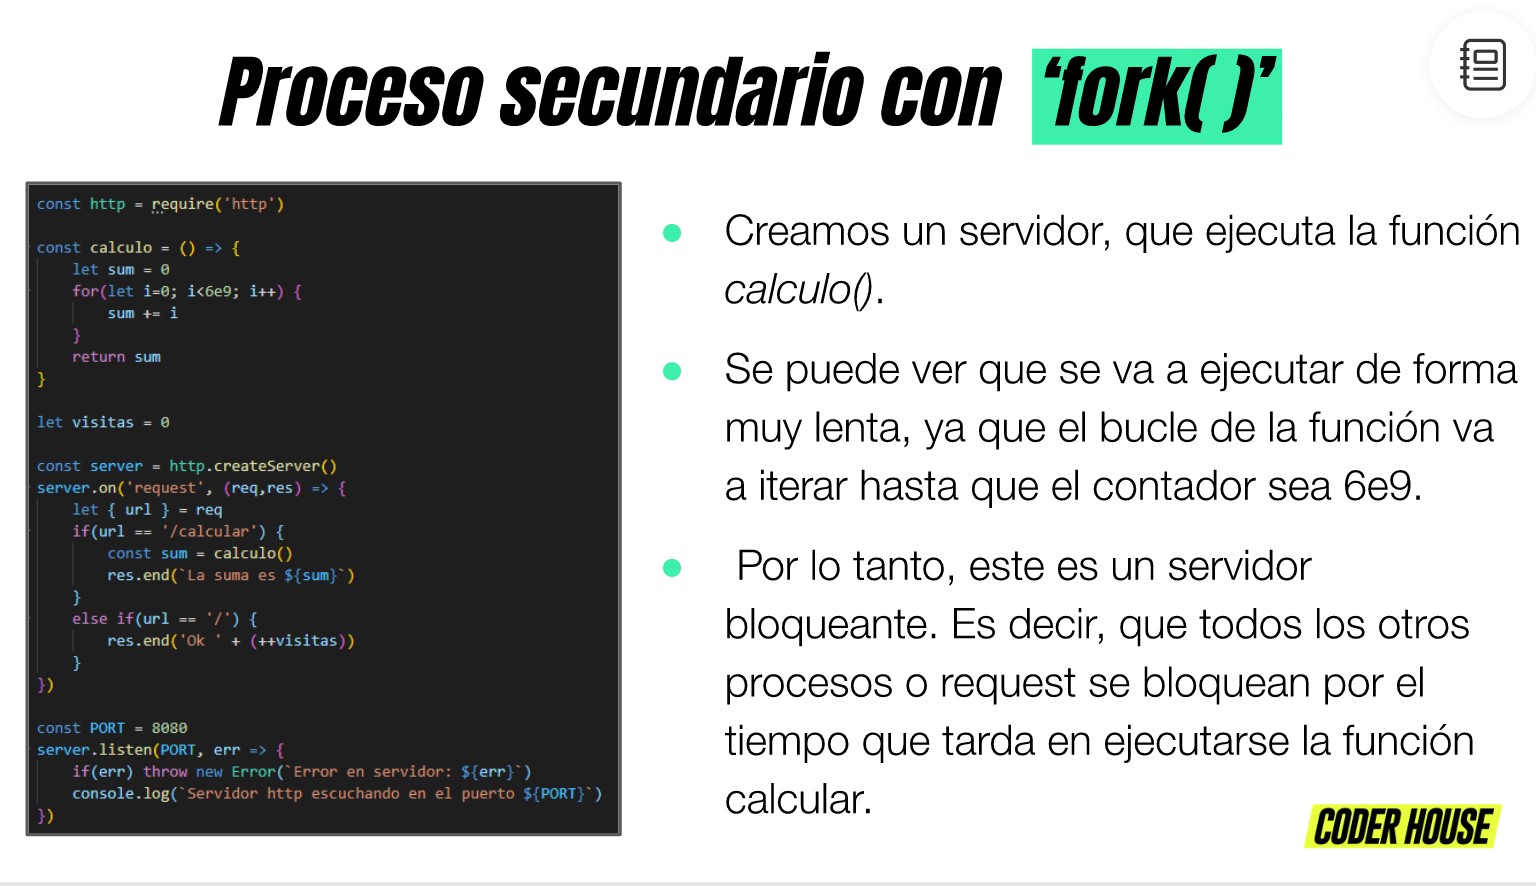 Proceso secundario con ‘fork( )’
const http = require('http')
const calculo = () => {
let sum = 0
for(let i=0; i<6e9; i++) {
sum += i
}
return sum
}
let visitas = 0
const server = http.createServer()
server.on('request', (req,res) => {
let { url } = req
if(url == '/calcular') {
const sum = calculo()
res.end(`La suma es ${sum}`)
}
else if(url == '/') {
res.end('Ok ' + (++visitas))
}
})
const PORT = 8080
server.listen(PORT, err => {
if(err) throw new Error(`Error en servidor: ${err}`)
console.log(`Servidor http escuchando en el puerto ${PORT}`)
})
● Creamos un servidor, que ejecuta la función
calculo().
● Se puede ver que se va a ejecutar de forma
muy lenta, ya que el bucle de la función va
a iterar hasta que el contador sea 6e9.
● Por lo tanto, este es un servidor
bloqueante. Es decir, que todos los otros
procesos o request se bloquean por el
tiempo que tarda en ejecutarse la función
calcular.
CODER HOUSE